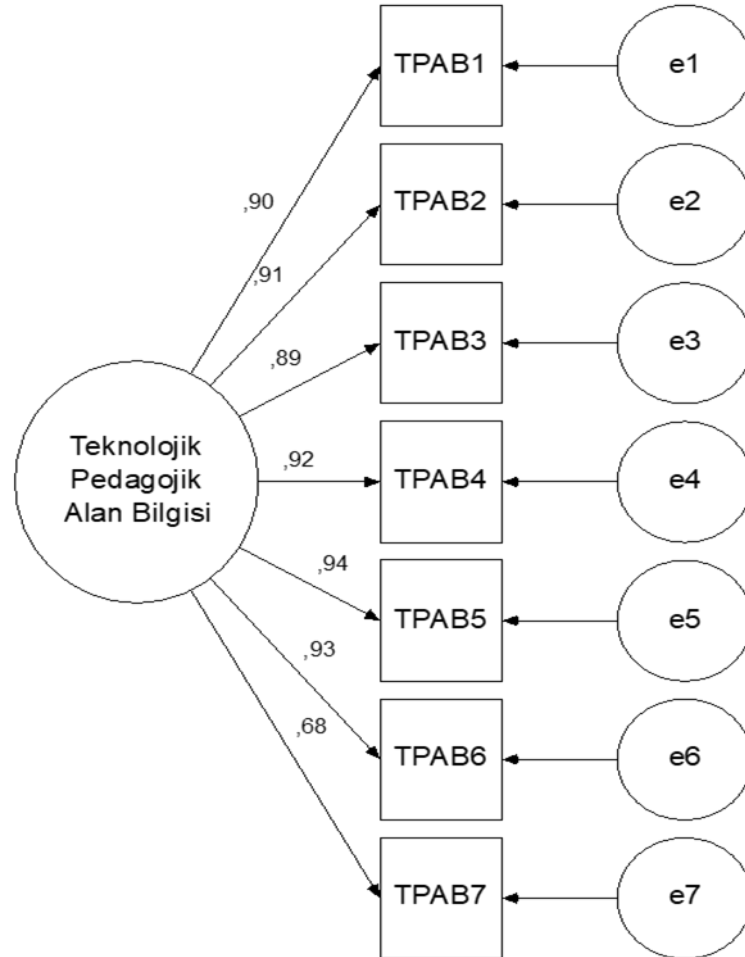 TPAB1
e1
,90
TPAB2
e2
,91
TPAB3
e3
,89
Teknolojik
Pedagojik
Alan Bilgisi
,92
TPAB4
e4
,94
TPAB5
e5
,93
TPAB6
e6
,68
TPAB7
e7